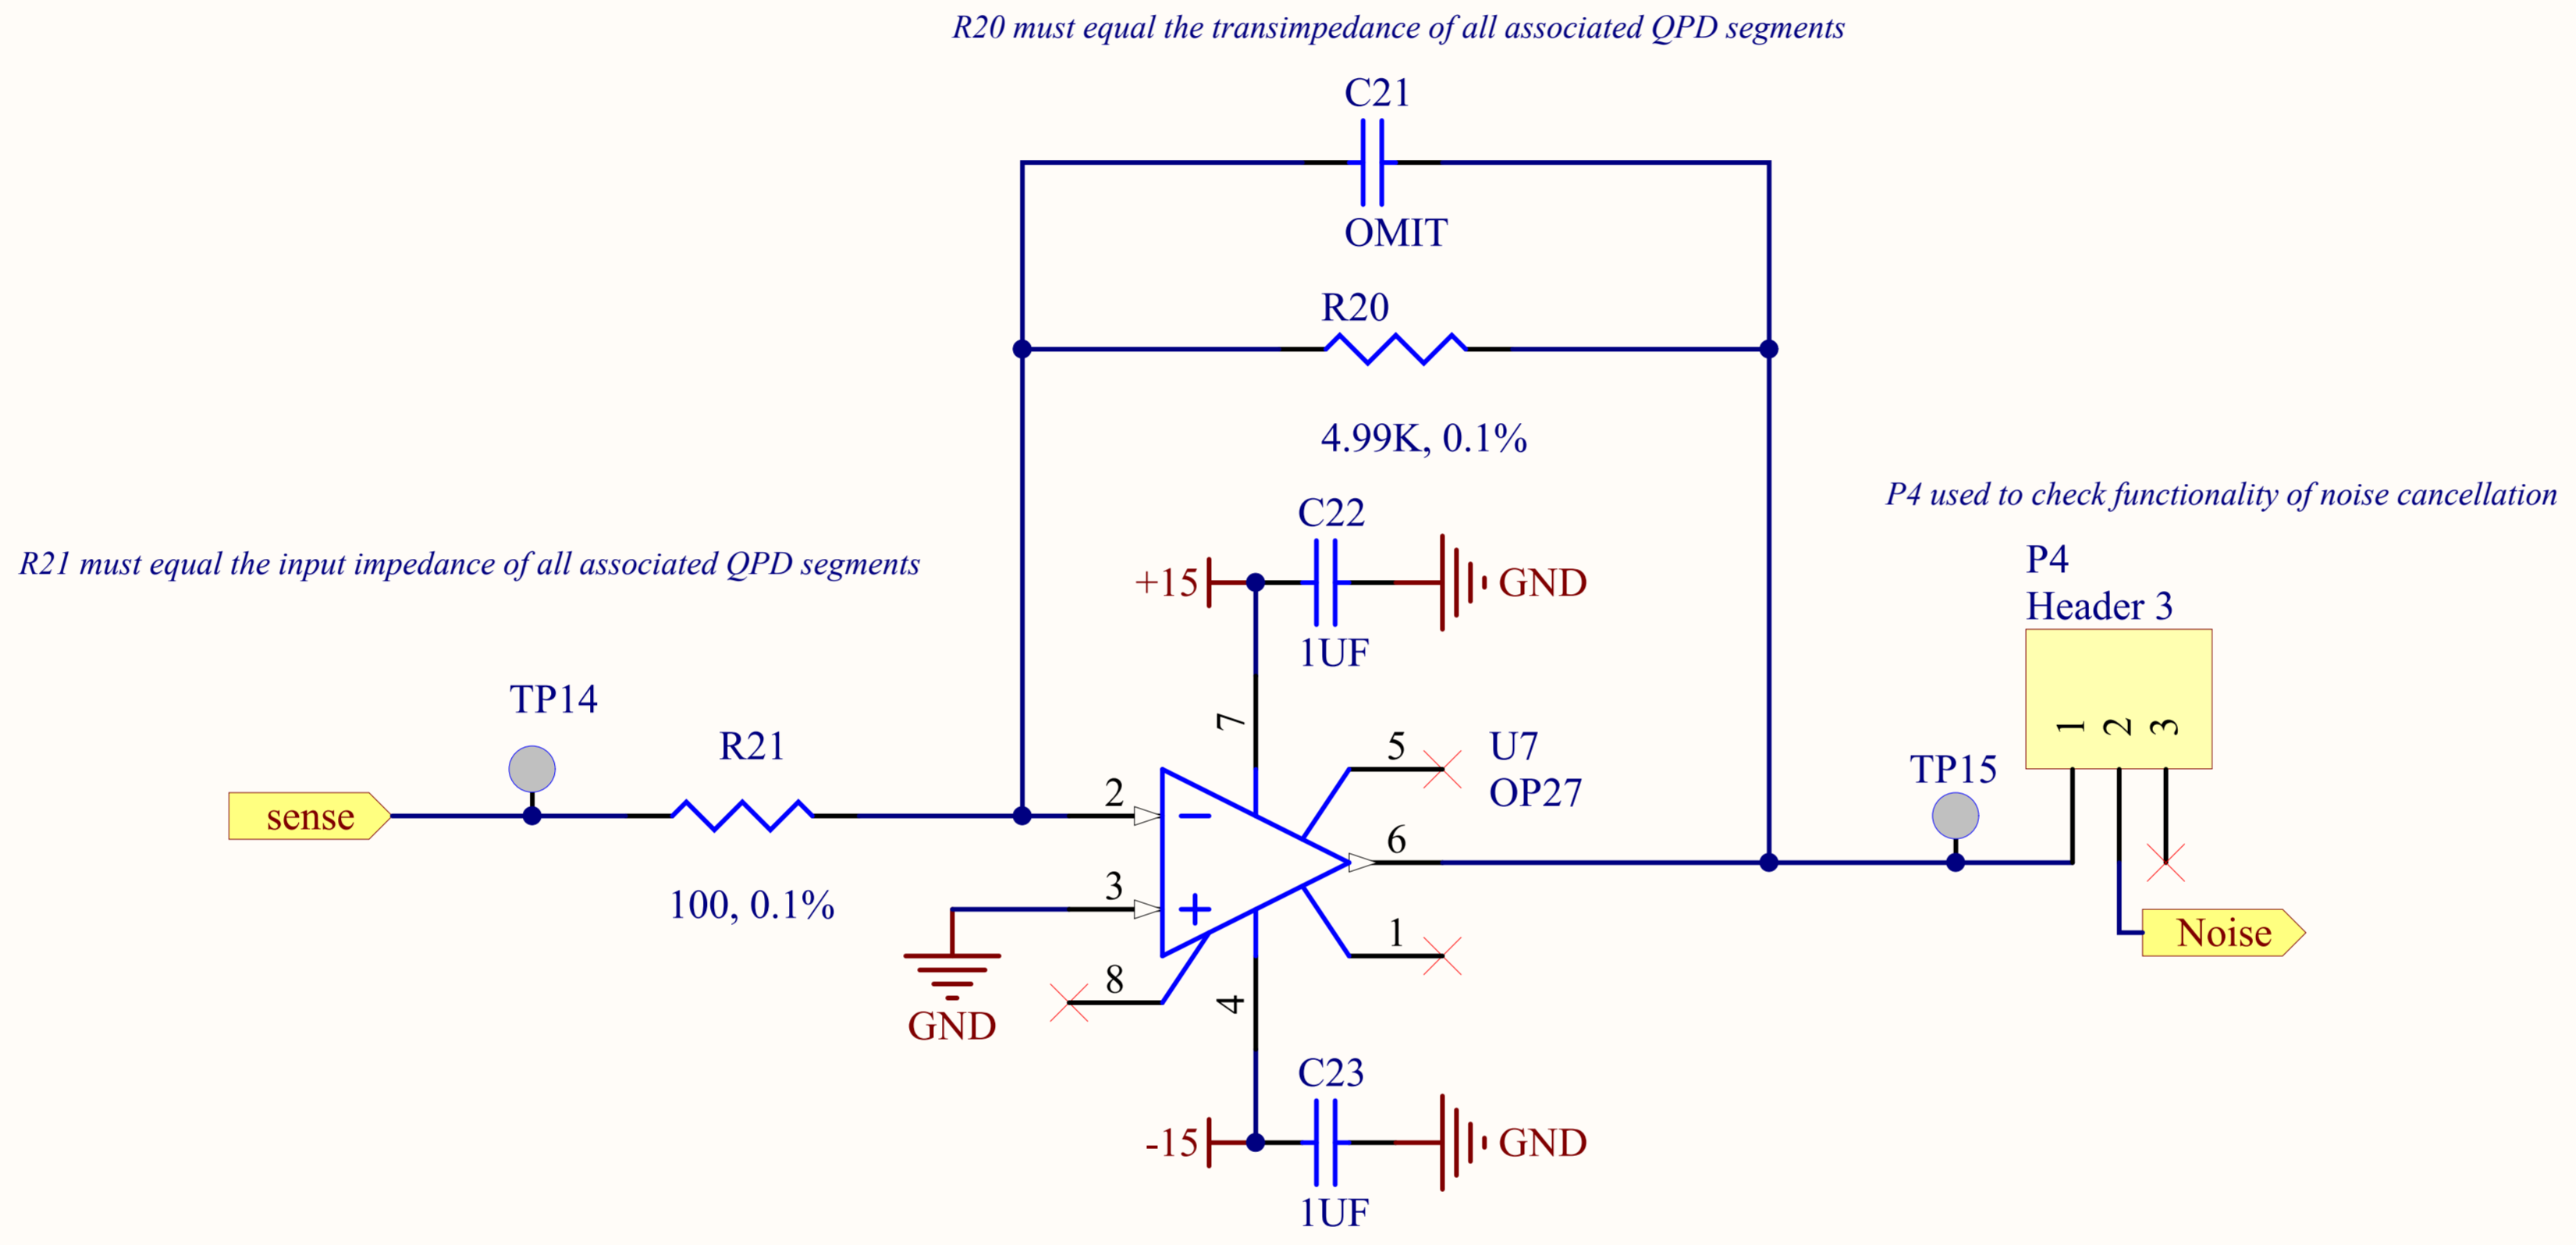 R20 must equal the transimpedance of all associated QPD segments
C21
OMIT
R20
4.99K, 0.1%
P4 used to check functionality of noise cancellation
C22
R21 must equal the input impedance of all associated QPD segments
+15
GND
1UF
P4
Header 3
1 2 3
TP14
R21
100, 0.1%
sense
7
2
3
8
4
5
6
1
U7
OP27
TP15
Noise
GND
C23
-15
GND
1UF